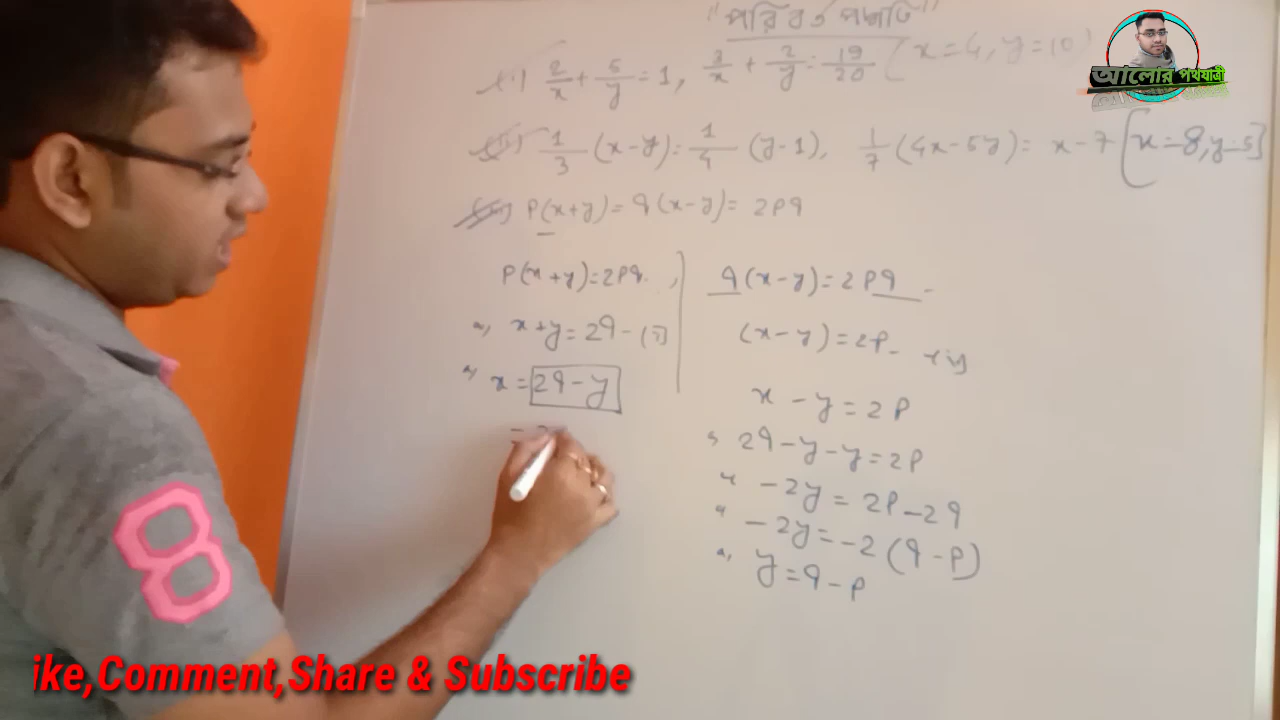 "পরিবর্ত পদ্ধতি"
(i) 2/x + 5/y = 1, 3/x + 2/y = 19/20 (x = 4, y = 10)
(ii) 1/3 (x - y) = 1/4 (y - 1), 1/7 (4x - 5y) = x - 7 [x = 8, y = 5]
(iii) P(x + y) = q(x - y) = 2Pq
P(x + y) = 2Pq.,
q(x - y) = 2Pq
x + y = 2q - (i)
(x - y) = 2P -
x = 2q - y
x - y = 2P
2q - y - y = 2P
- 2y = 2P - 2q
- 2y = - 2 (q - P)
y = q - P
আলোর পথযাত্রী
ike,Comment,Share & Subscribe